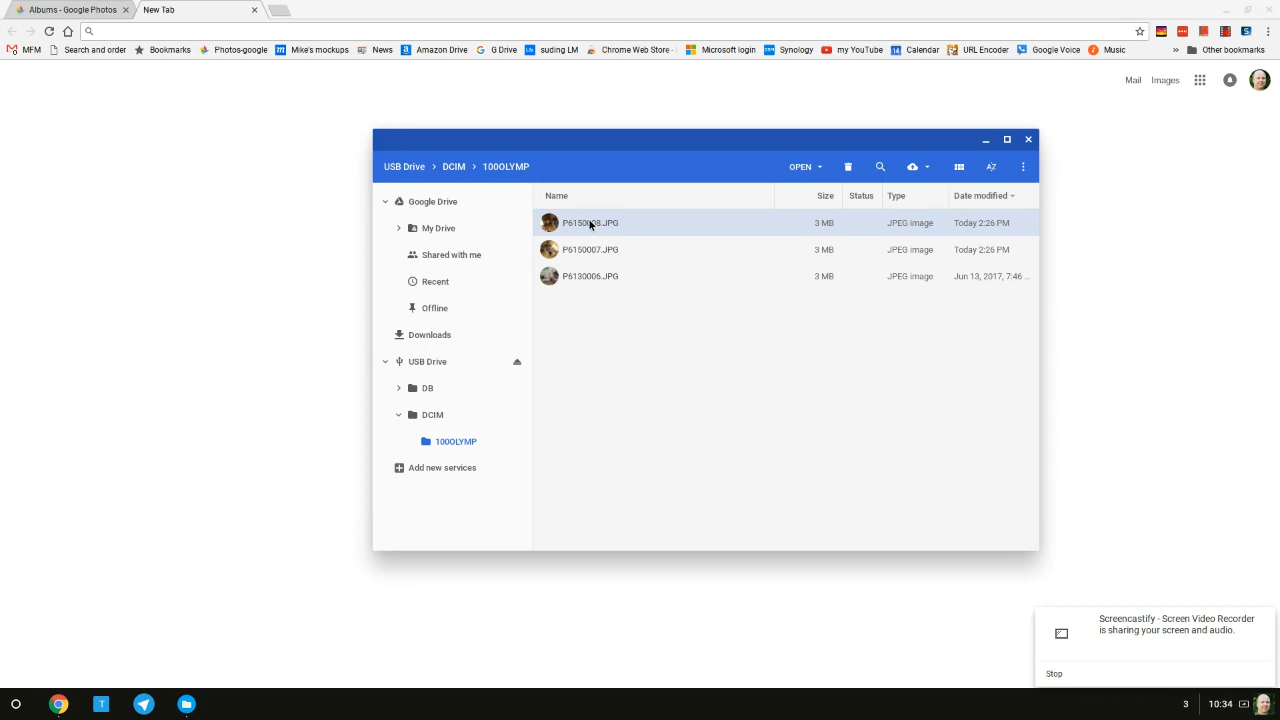 Albums - Google Photos
New Tab
MFM
Search and order
Bookmarks
Photos-google
Mike's mockups
News
Amazon Drive
G Drive
suding LM
Chrome Web Store -
Microsoft login
Synology
my YouTube
Calendar
URL Encoder
Google Voice
Music
Other bookmarks
Mail
Images
USB Drive > DCIM > 100OLYMP
OPEN
Google Drive
My Drive
Shared with me
Recent
Offline
Downloads
USB Drive
DB
DCIM
100OLYMP
Add new services
Name Size Status Type Date modified
P6150008.JPG 3 MB JPEG image Today 2:26 PM
P6150007.JPG 3 MB JPEG image Today 2:26 PM
P6130006.JPG 3 MB JPEG image Jun 13, 2017, 7:46 ...
Screencastify - Screen Video Recorder
is sharing your screen and audio.
Stop
T
3
10:34